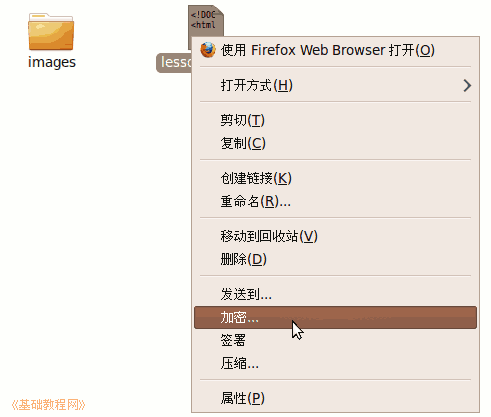 <!DOC
<html
images
lesso
使用 Firefox Web Browser 打开(O)
打开方式(H)
剪切(T)
复制(C)
创建链接(K)
重命名(R)...
移动到回收站(V)
删除(D)
发送到...
加密...
签署
压缩...
属性(P)
《基础教程网》